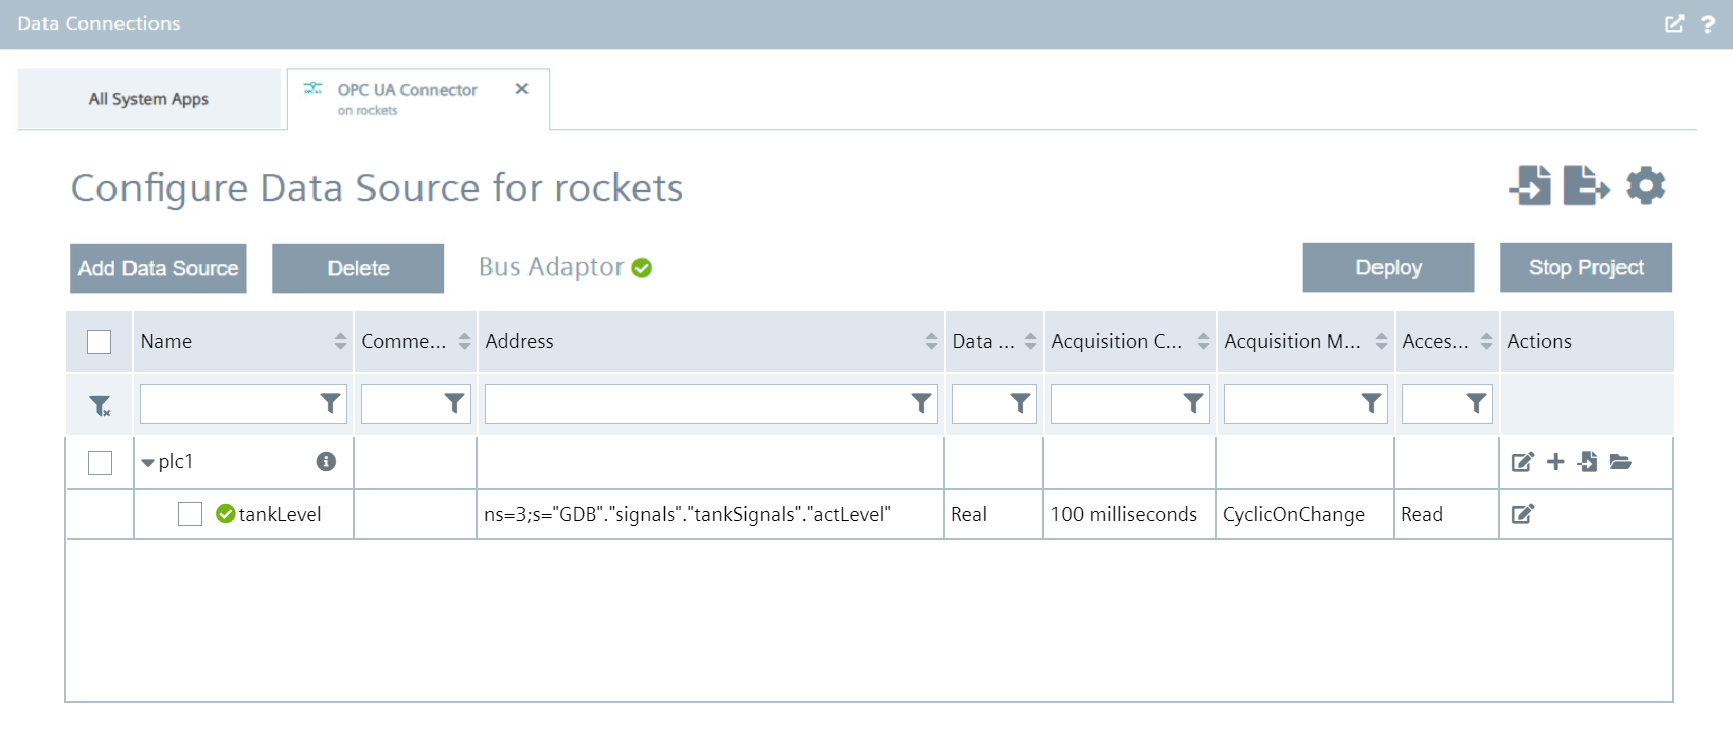 Data Connections
All System Apps
OPC UA Connector
on rockets
Configure Data Source for rockets
Add Data Source
Delete
Bus Adaptor
Deploy
Stop Project
Name
Comme...
Address
Data ...
Acquisition C...
Acquisition M...
Acces...
Actions
plc1
tankLevel
ns=3;s="GDB"."signals"."tankSignals"."actLevel"
Real
100 milliseconds
CyclicOnChange
Read